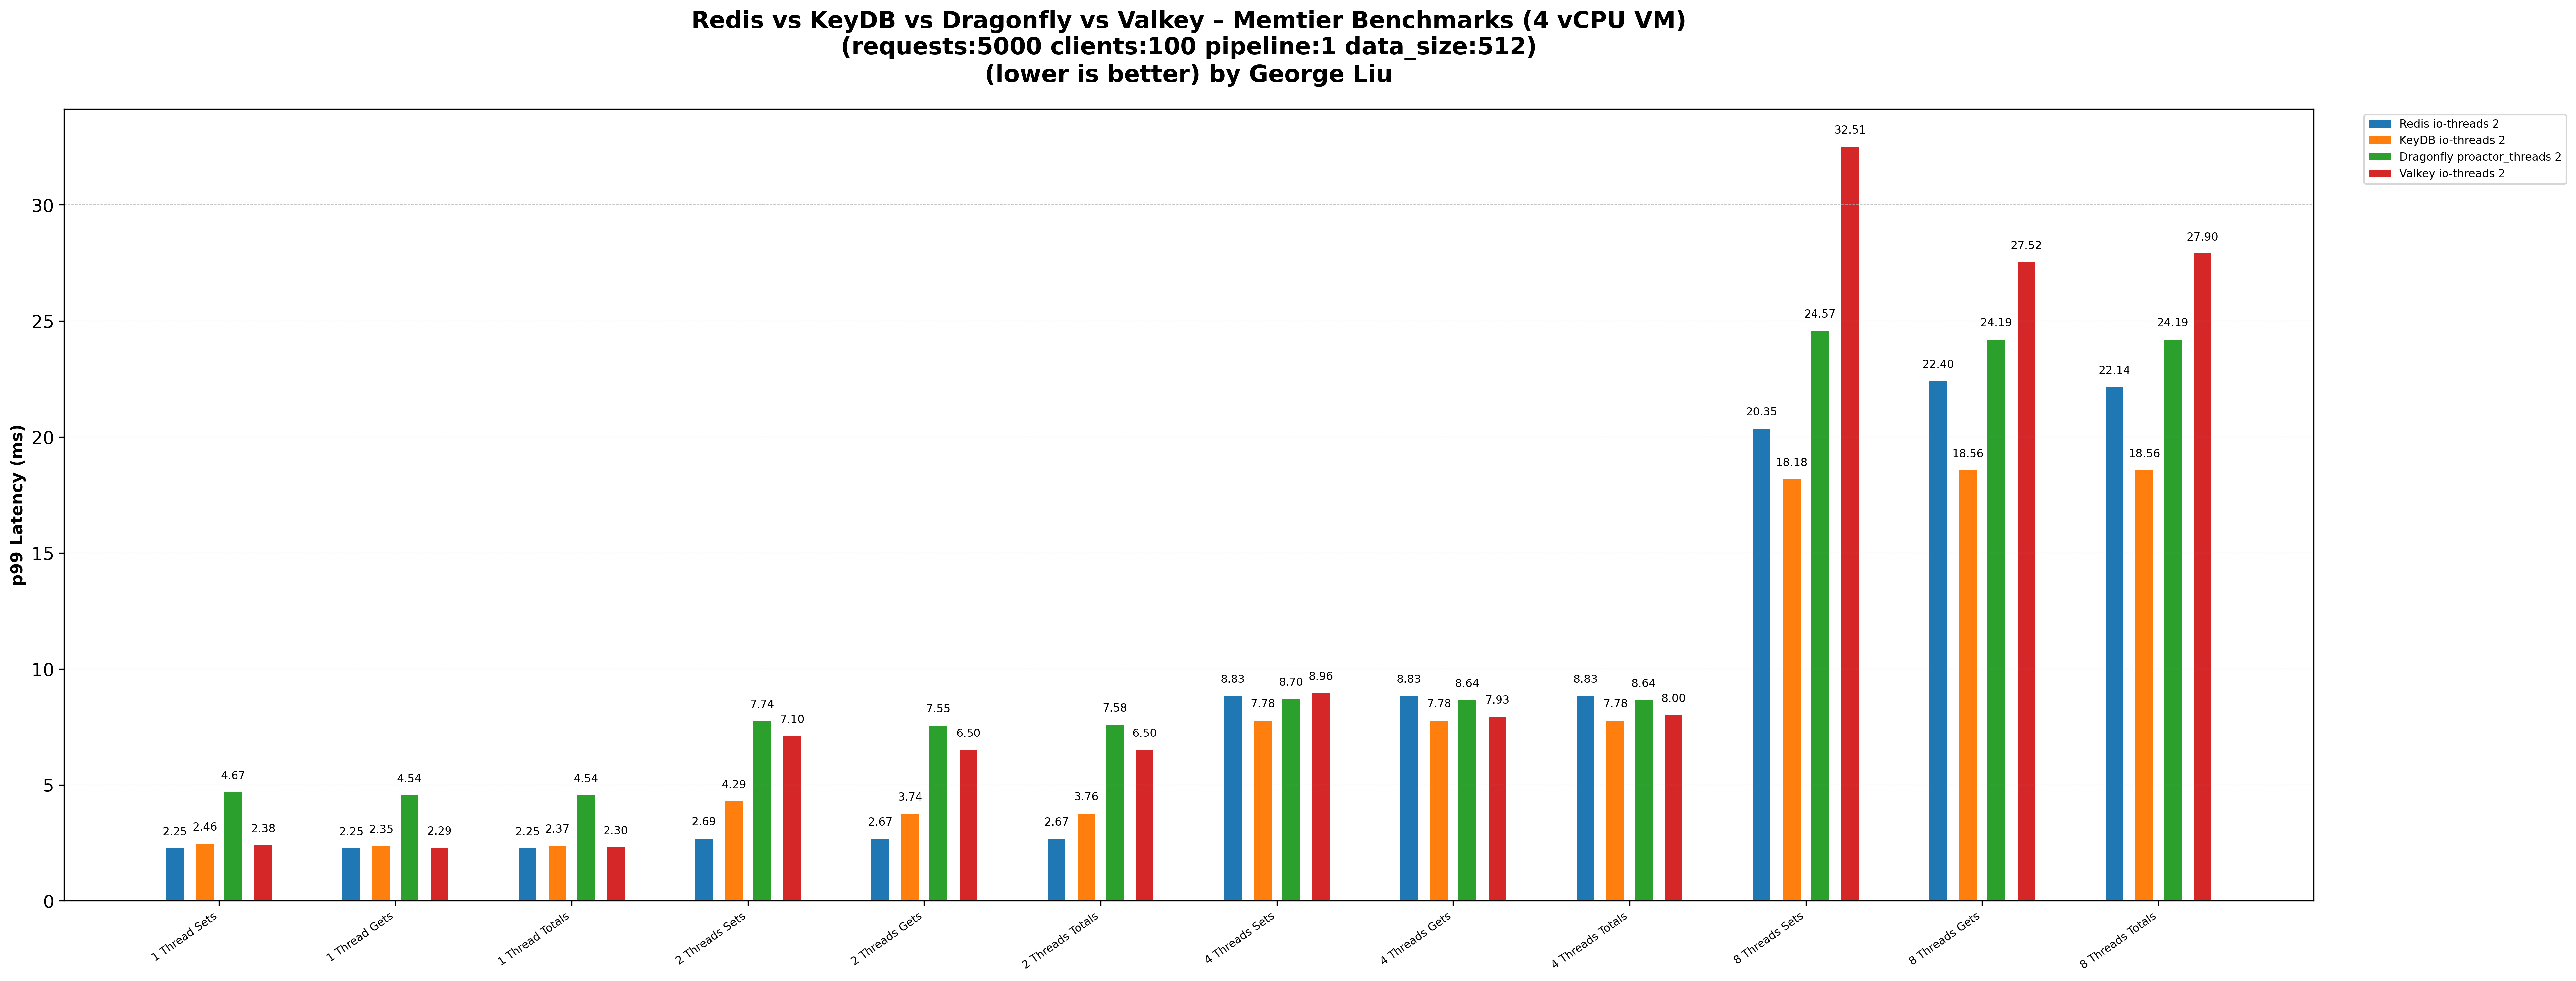 Redis vs KeyDB vs Dragonfly vs Valkey – Memtier Benchmarks (4 vCPU VM)
(requests:5000 clients:100 pipeline:1 data_size:512)
(lower is better) by George Liu
Redis io-threads 2
KeyDB io-threads 2
Dragonfly proactor_threads 2
Valkey io-threads 2
p99 Latency (ms)
30
25
20
15
10
5
0
2.25 2.46 4.67 2.38
2.25 2.35 4.54 2.29
2.25 2.37 4.54 2.30
2.69 4.29 7.74 7.10
2.67 3.74 7.55 6.50
2.67 3.76 7.58 6.50
8.83 7.78 8.70 8.96
8.83 7.78 8.64 7.93
8.83 7.78 8.64 8.00
20.35 18.18 24.57 32.51
22.40 18.56 24.19 27.52
22.14 18.56 24.19 27.90
1 Thread Sets
1 Thread Gets
1 Thread Totals
2 Threads Sets
2 Threads Gets
2 Threads Totals
4 Threads Sets
4 Threads Gets
4 Threads Totals
8 Threads Sets
8 Threads Gets
8 Threads Totals